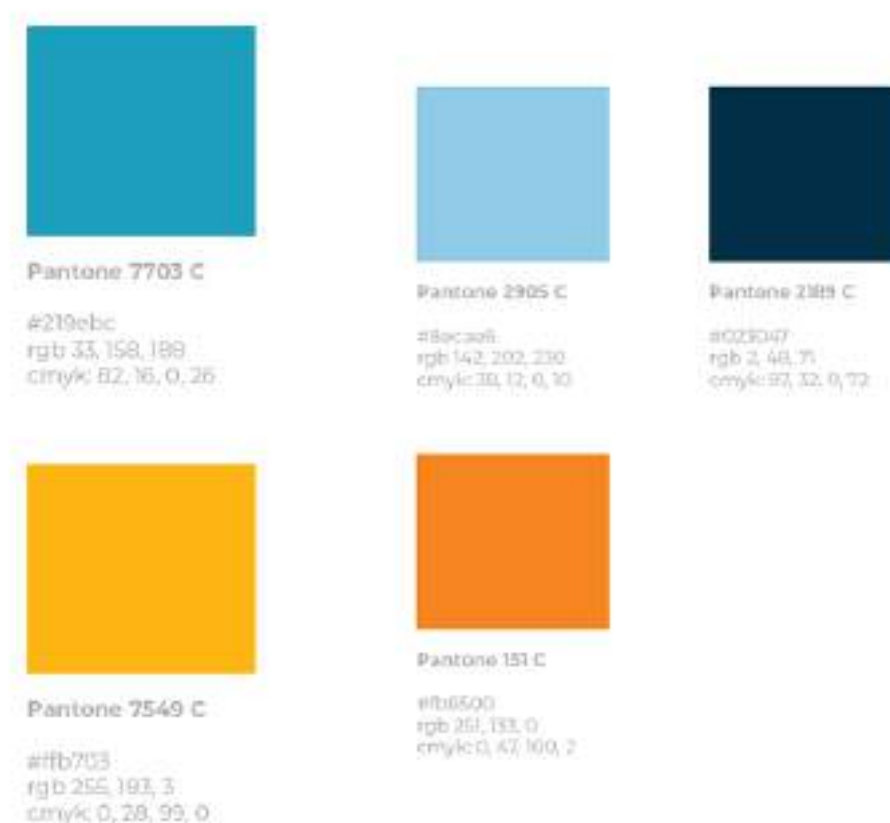 Pantone 7703 C
#219ebc
rgb 33, 158, 188
cmyk: 82, 16, 0, 26
Pantone 2905 C
#8ecae6
rgb 142, 202, 230
cmyk: 38, 12, 0, 10
Pantone 2189 C
#023047
rgb 2, 48, 71
cmyk: 97, 32, 0, 72
Pantone 7549 C
#ffb703
rgb 255, 193, 3
cmyk: 0, 28, 99, 0
Pantone 151 C
rgb 251, 133, 0
cmyk: 0, 47, 100, 2